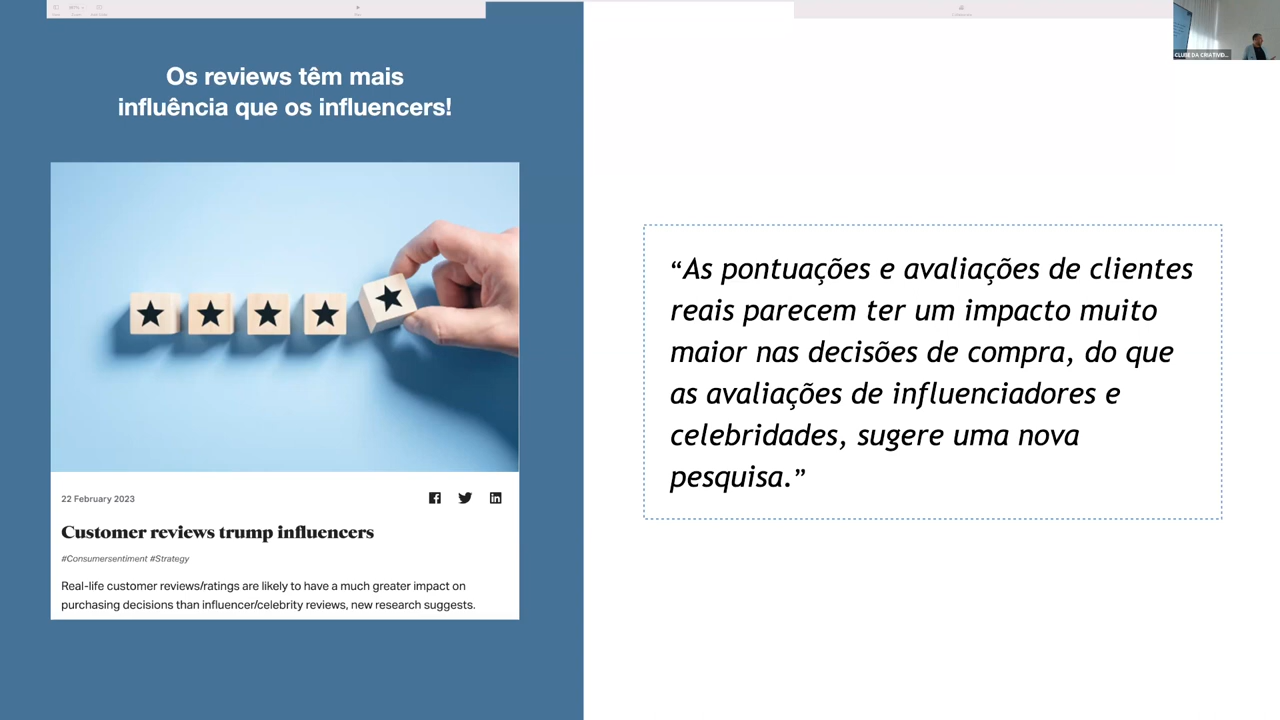 Os reviews têm mais
influência que os influencers!
22 February 2023
Customer reviews trump influencers
#Consumersentiment #Strategy
Real-life customer reviews/ratings are likely to have a much greater impact on
purchasing decisions than influencer/celebrity reviews, new research suggests.
“As pontuações e avaliações de clientes
reais parecem ter um impacto muito
maior nas decisões de compra, do que
as avaliações de influenciadores e
celebridades, sugere uma nova
pesquisa.”
CLUBE DA CRIATIVID...